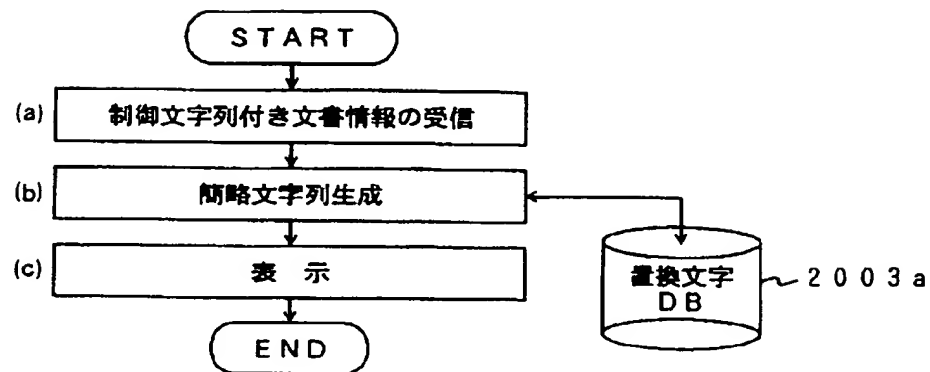 START
(a) 制御文字列付き文書情報の受信
(b) 簡略文字列生成
(c) 表 示
置換文字
DB
2003a
END